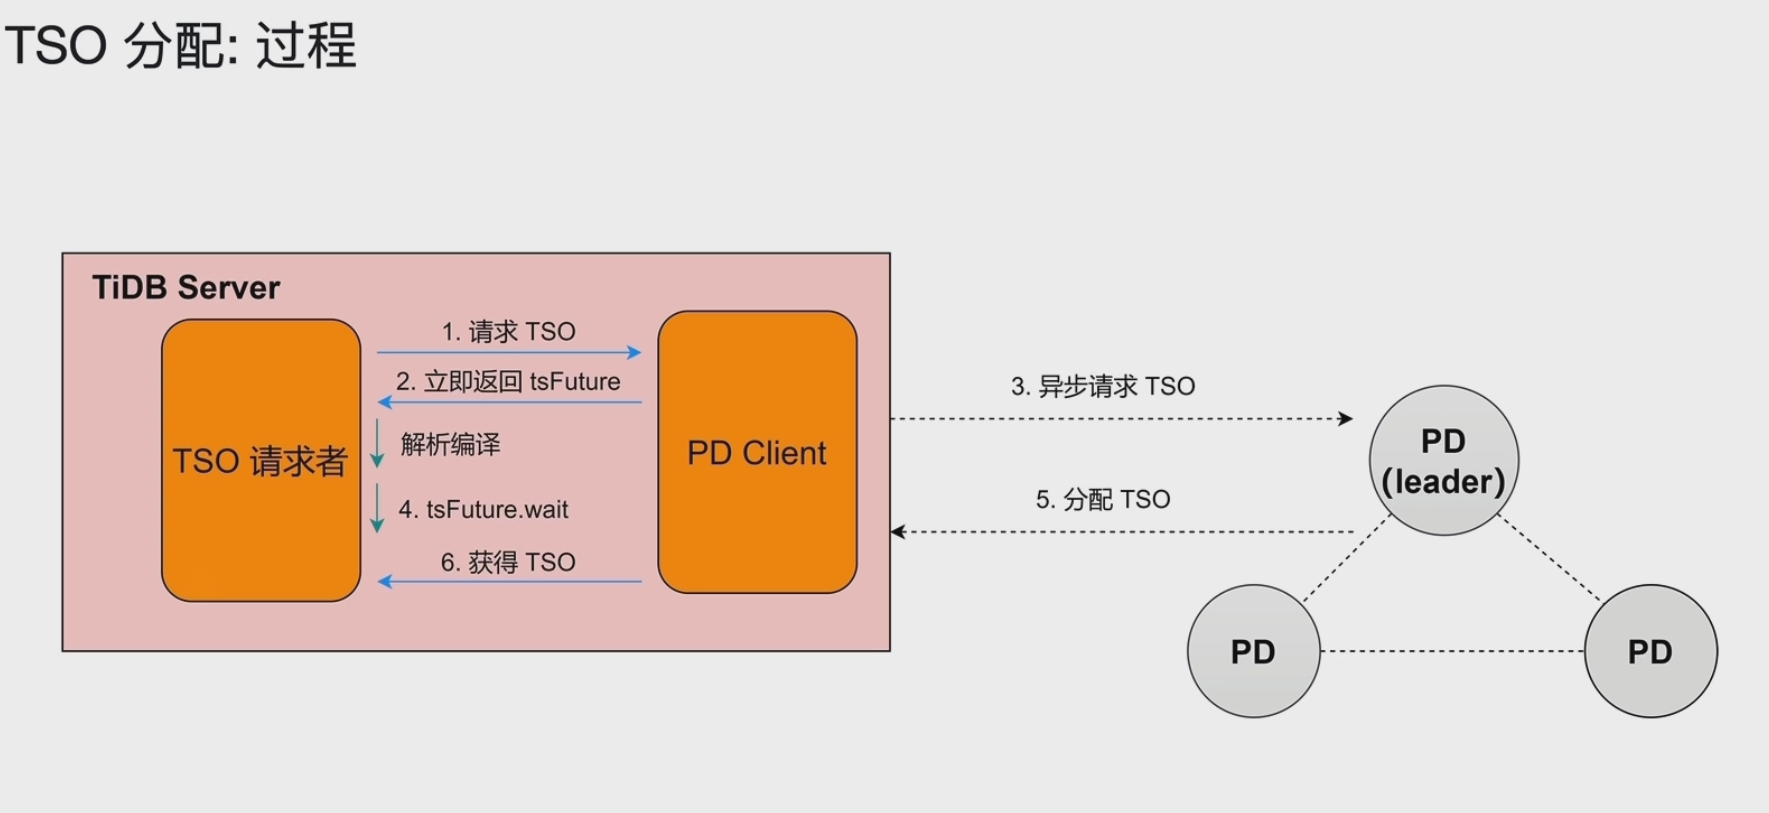 TSO 分配: 过程
TiDB Server
TSO 请求者
1. 请求 TSO
2. 立即返回 tsFuture
解析编译
4. tsFuture.wait
6. 获得 TSO
PD Client
3. 异步请求 TSO
5. 分配 TSO
PD
(leader)
PD
PD